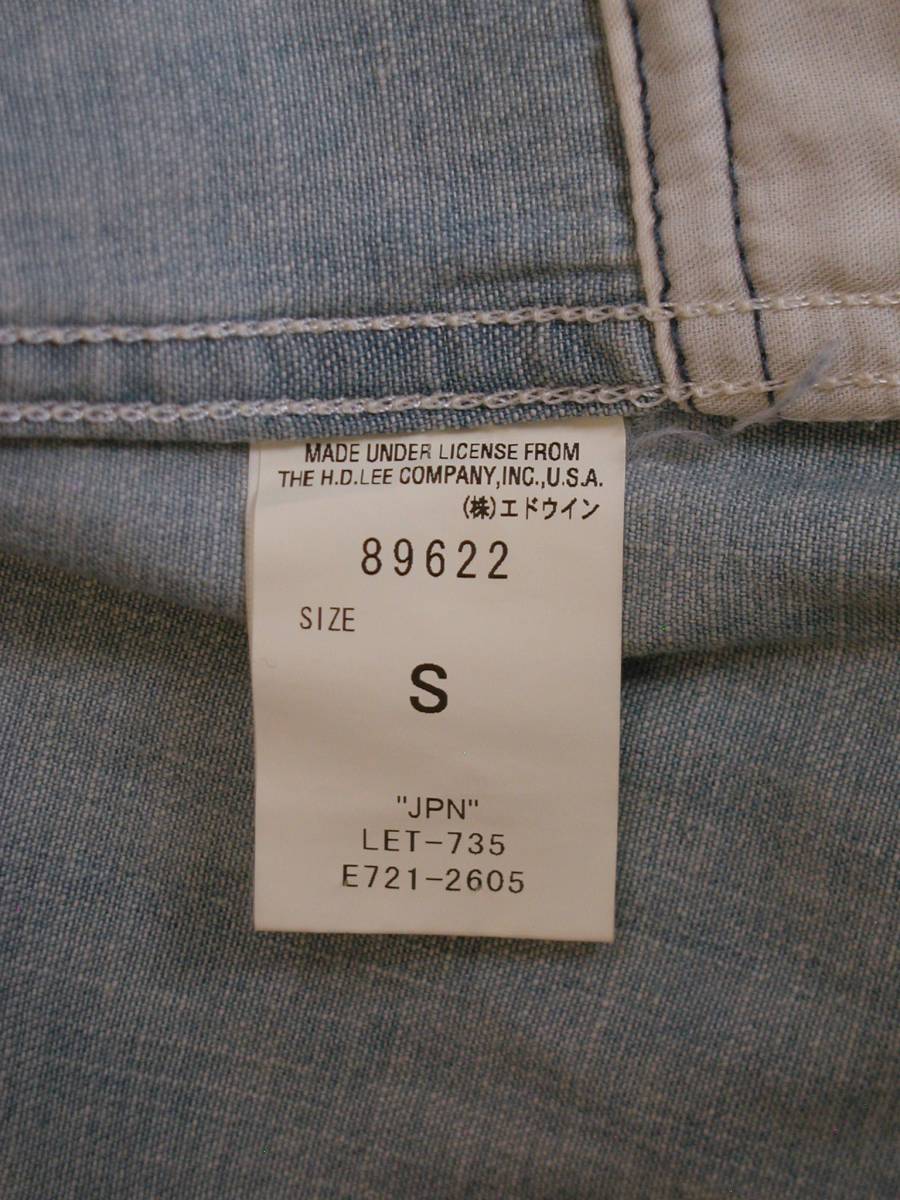 MADE UNDER LICENSE FROM
THE H.D.LEE COMPANY,INC.,U.S.A.
(株)エドウイン
89622
SIZE
S
"JPN"
LET-735
E721-2605